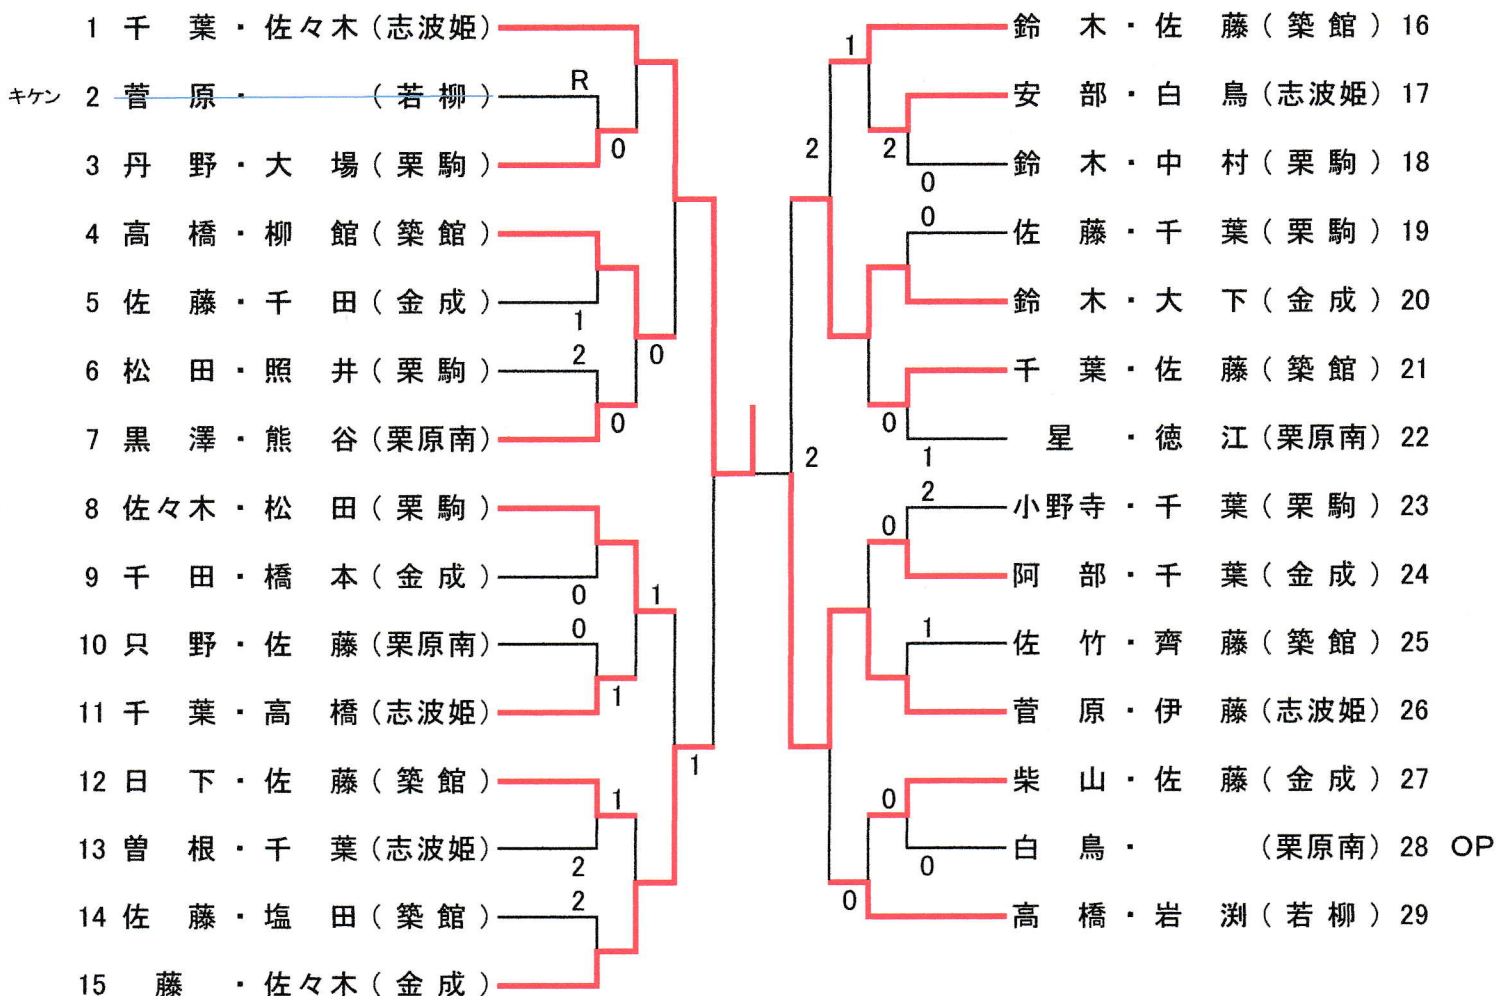 1 千 葉 ・ 佐々木 (志波姫)
キケン 2 菅 原 ・ (若 柳) R
3 丹 野 ・ 大 場 (栗 駒) 0
4 高 橋 ・ 柳 館 (築 館)
5 佐 藤 ・ 千 田 (金 成) 1
6 松 田 ・ 照 井 (栗 駒) 2 0
7 黒 澤 ・ 熊 谷 (栗原南) 0
8 佐々木 ・ 松 田 (栗 駒)
9 千 田 ・ 橋 本 (金 成) 0 1
10 只 野 ・ 佐 藤 (栗原南) 0
11 千 葉 ・ 高 橋 (志波姫) 1
12 日 下 ・ 佐 藤 (築 館) 1 1
13 曽 根 ・ 千 葉 (志波姫) 2
14 佐 藤 ・ 塩 田 (築 館) 2
15 藤 ・ 佐々木 (金 成)
1 鈴 木 ・ 佐 藤 (築 館) 16
安 部 ・ 白 鳥 (志波姫) 17
2 2 鈴 木 ・ 中 村 (栗 駒) 18
0
0 佐 藤 ・ 千 葉 (栗 駒) 19
鈴 木 ・ 大 下 (金 成) 20
千 葉 ・ 佐 藤 (築 館) 21
0 星 ・ 徳 江 (栗原南) 22
2 1
2 小野寺 ・ 千 葉 (栗 駒) 23
0 阿 部 ・ 千 葉 (金 成) 24
1 佐 竹 ・ 齊 藤 (築 館) 25
菅 原 ・ 伊 藤 (志波姫) 26
0 柴 山 ・ 佐 藤 (金 成) 27
0 白 鳥 ・ (栗原南) 28 OP
0 高 橋 ・ 岩 渕 (若 柳) 29